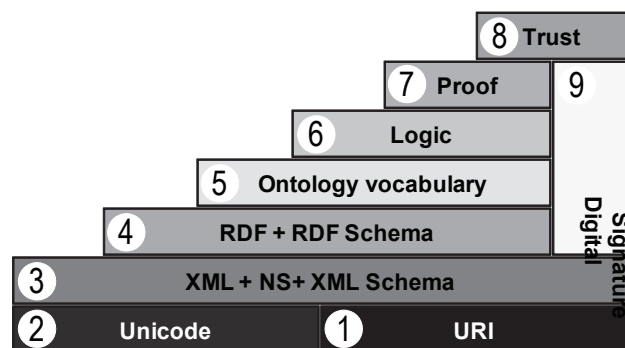 8 Trust
7 Proof
9
6 Logic
5 Ontology vocabulary
4 RDF + RDF Schema
Digital
Signature
3 XML + NS+ XML Schema
2 Unicode
1 URI